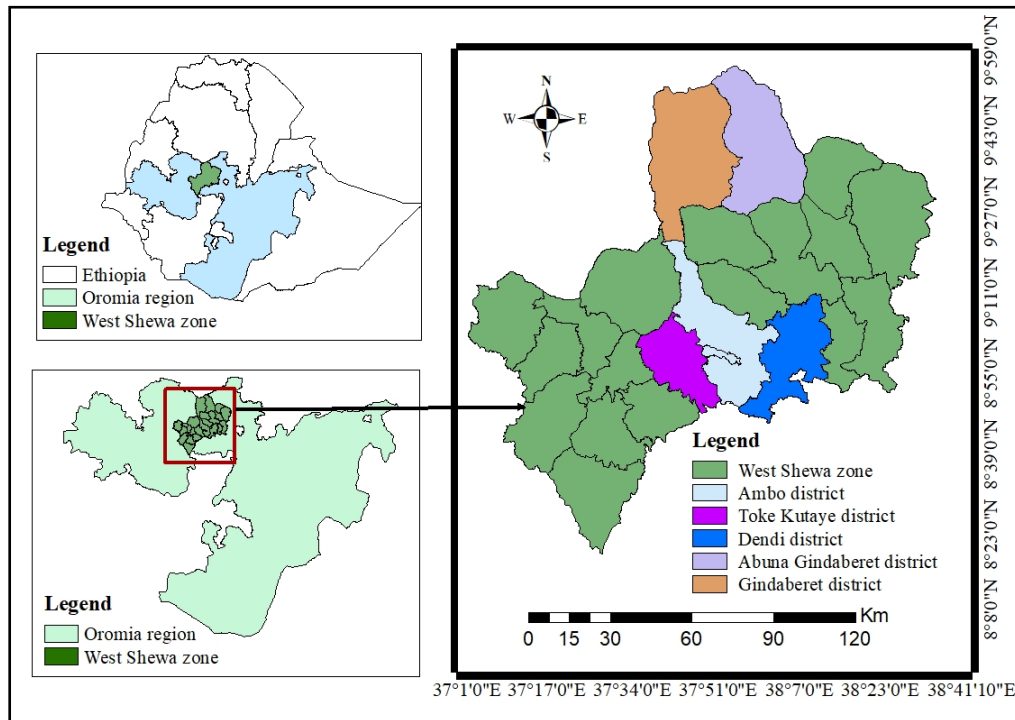 Legend
Ethiopia
Oromia region
West Shewa zone
Legend
Oromia region
West Shewa zone
N
W E
S
Legend
West Shewa zone
Ambo district
Toke Kutaye district
Dendi district
Abuna Gindaberet district
Gindaberet district
Km
0 15 30 60 90 120
9°59'0"N
9°43'0"N
9°27'0"N
9°11'0"N
8°55'0"N
8°39'0"N
8°23'0"N
8°8'0"N
37°1'0"E 37°17'0"E 37°34'0"E 37°51'0"E 38°7'0"E 38°23'0"E 38°41'10"E